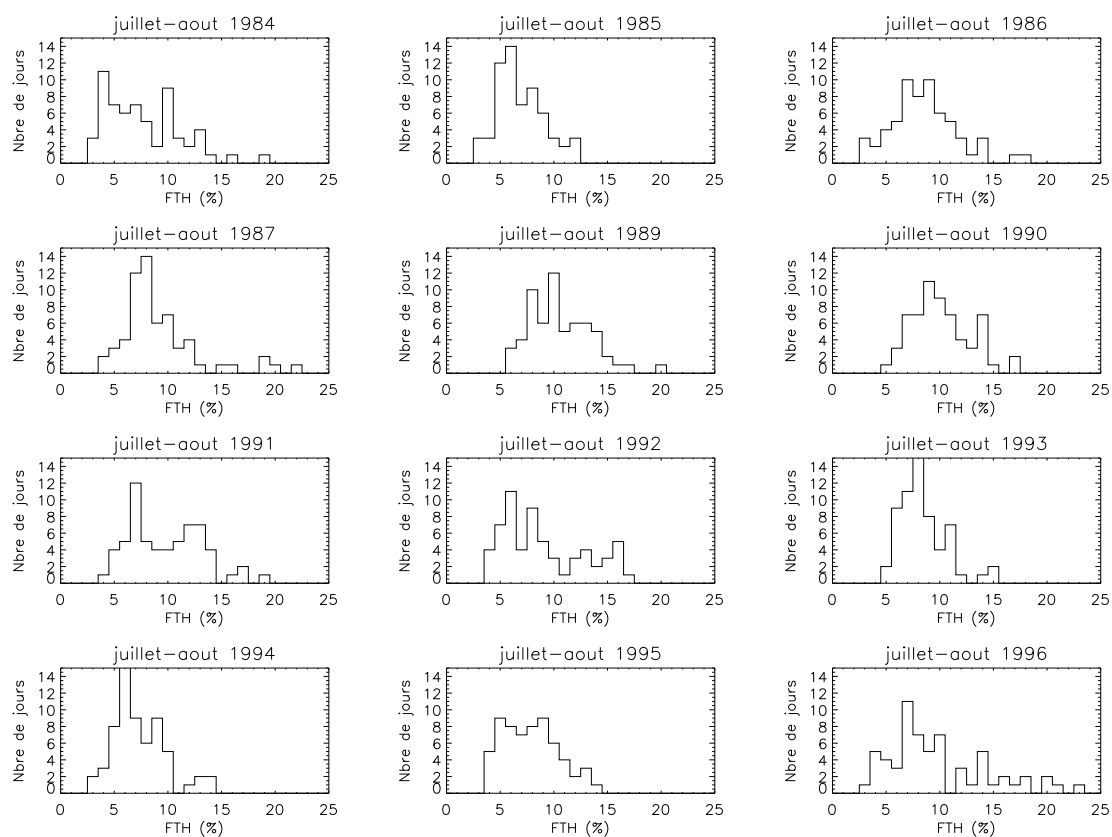 juillet-aout 1984
Nbre de jours
14
12
10
8
6
4
2
0
0 5 10 15 20 25
FTH (%)
juillet-aout 1985
Nbre de jours
14
12
10
8
6
4
2
0
0 5 10 15 20 25
FTH (%)
juillet-aout 1986
Nbre de jours
14
12
10
8
6
4
2
0
0 5 10 15 20 25
FTH (%)
juillet-aout 1987
Nbre de jours
14
12
10
8
6
4
2
0
0 5 10 15 20 25
FTH (%)
juillet-aout 1989
Nbre de jours
14
12
10
8
6
4
2
0
0 5 10 15 20 25
FTH (%)
juillet-aout 1990
Nbre de jours
14
12
10
8
6
4
2
0
0 5 10 15 20 25
FTH (%)
juillet-aout 1991
Nbre de jours
14
12
10
8
6
4
2
0
0 5 10 15 20 25
FTH (%)
juillet-aout 1992
Nbre de jours
14
12
10
8
6
4
2
0
0 5 10 15 20 25
FTH (%)
juillet-aout 1993
Nbre de jours
14
12
10
8
6
4
2
0
0 5 10 15 20 25
FTH (%)
juillet-aout 1994
Nbre de jours
14
12
10
8
6
4
2
0
0 5 10 15 20 25
FTH (%)
juillet-aout 1995
Nbre de jours
14
12
10
8
6
4
2
0
0 5 10 15 20 25
FTH (%)
juillet-aout 1996
Nbre de jours
14
12
10
8
6
4
2
0
0 5 10 15 20 25
FTH (%)